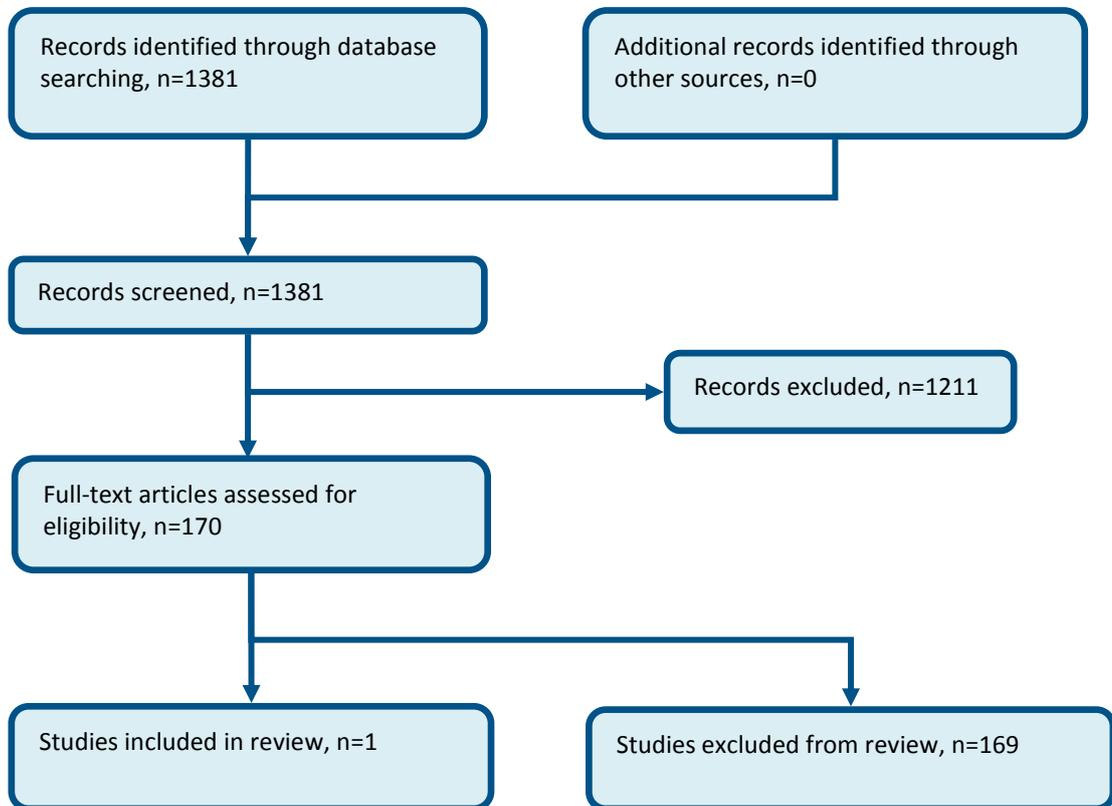 Records identified through database
searching, n=1381
Additional records identified through
other sources, n=0
Records screened, n=1381
Records excluded, n=1211
Full-text articles assessed for
eligibility, n=170
Studies included in review, n=1
Studies excluded from review, n=169